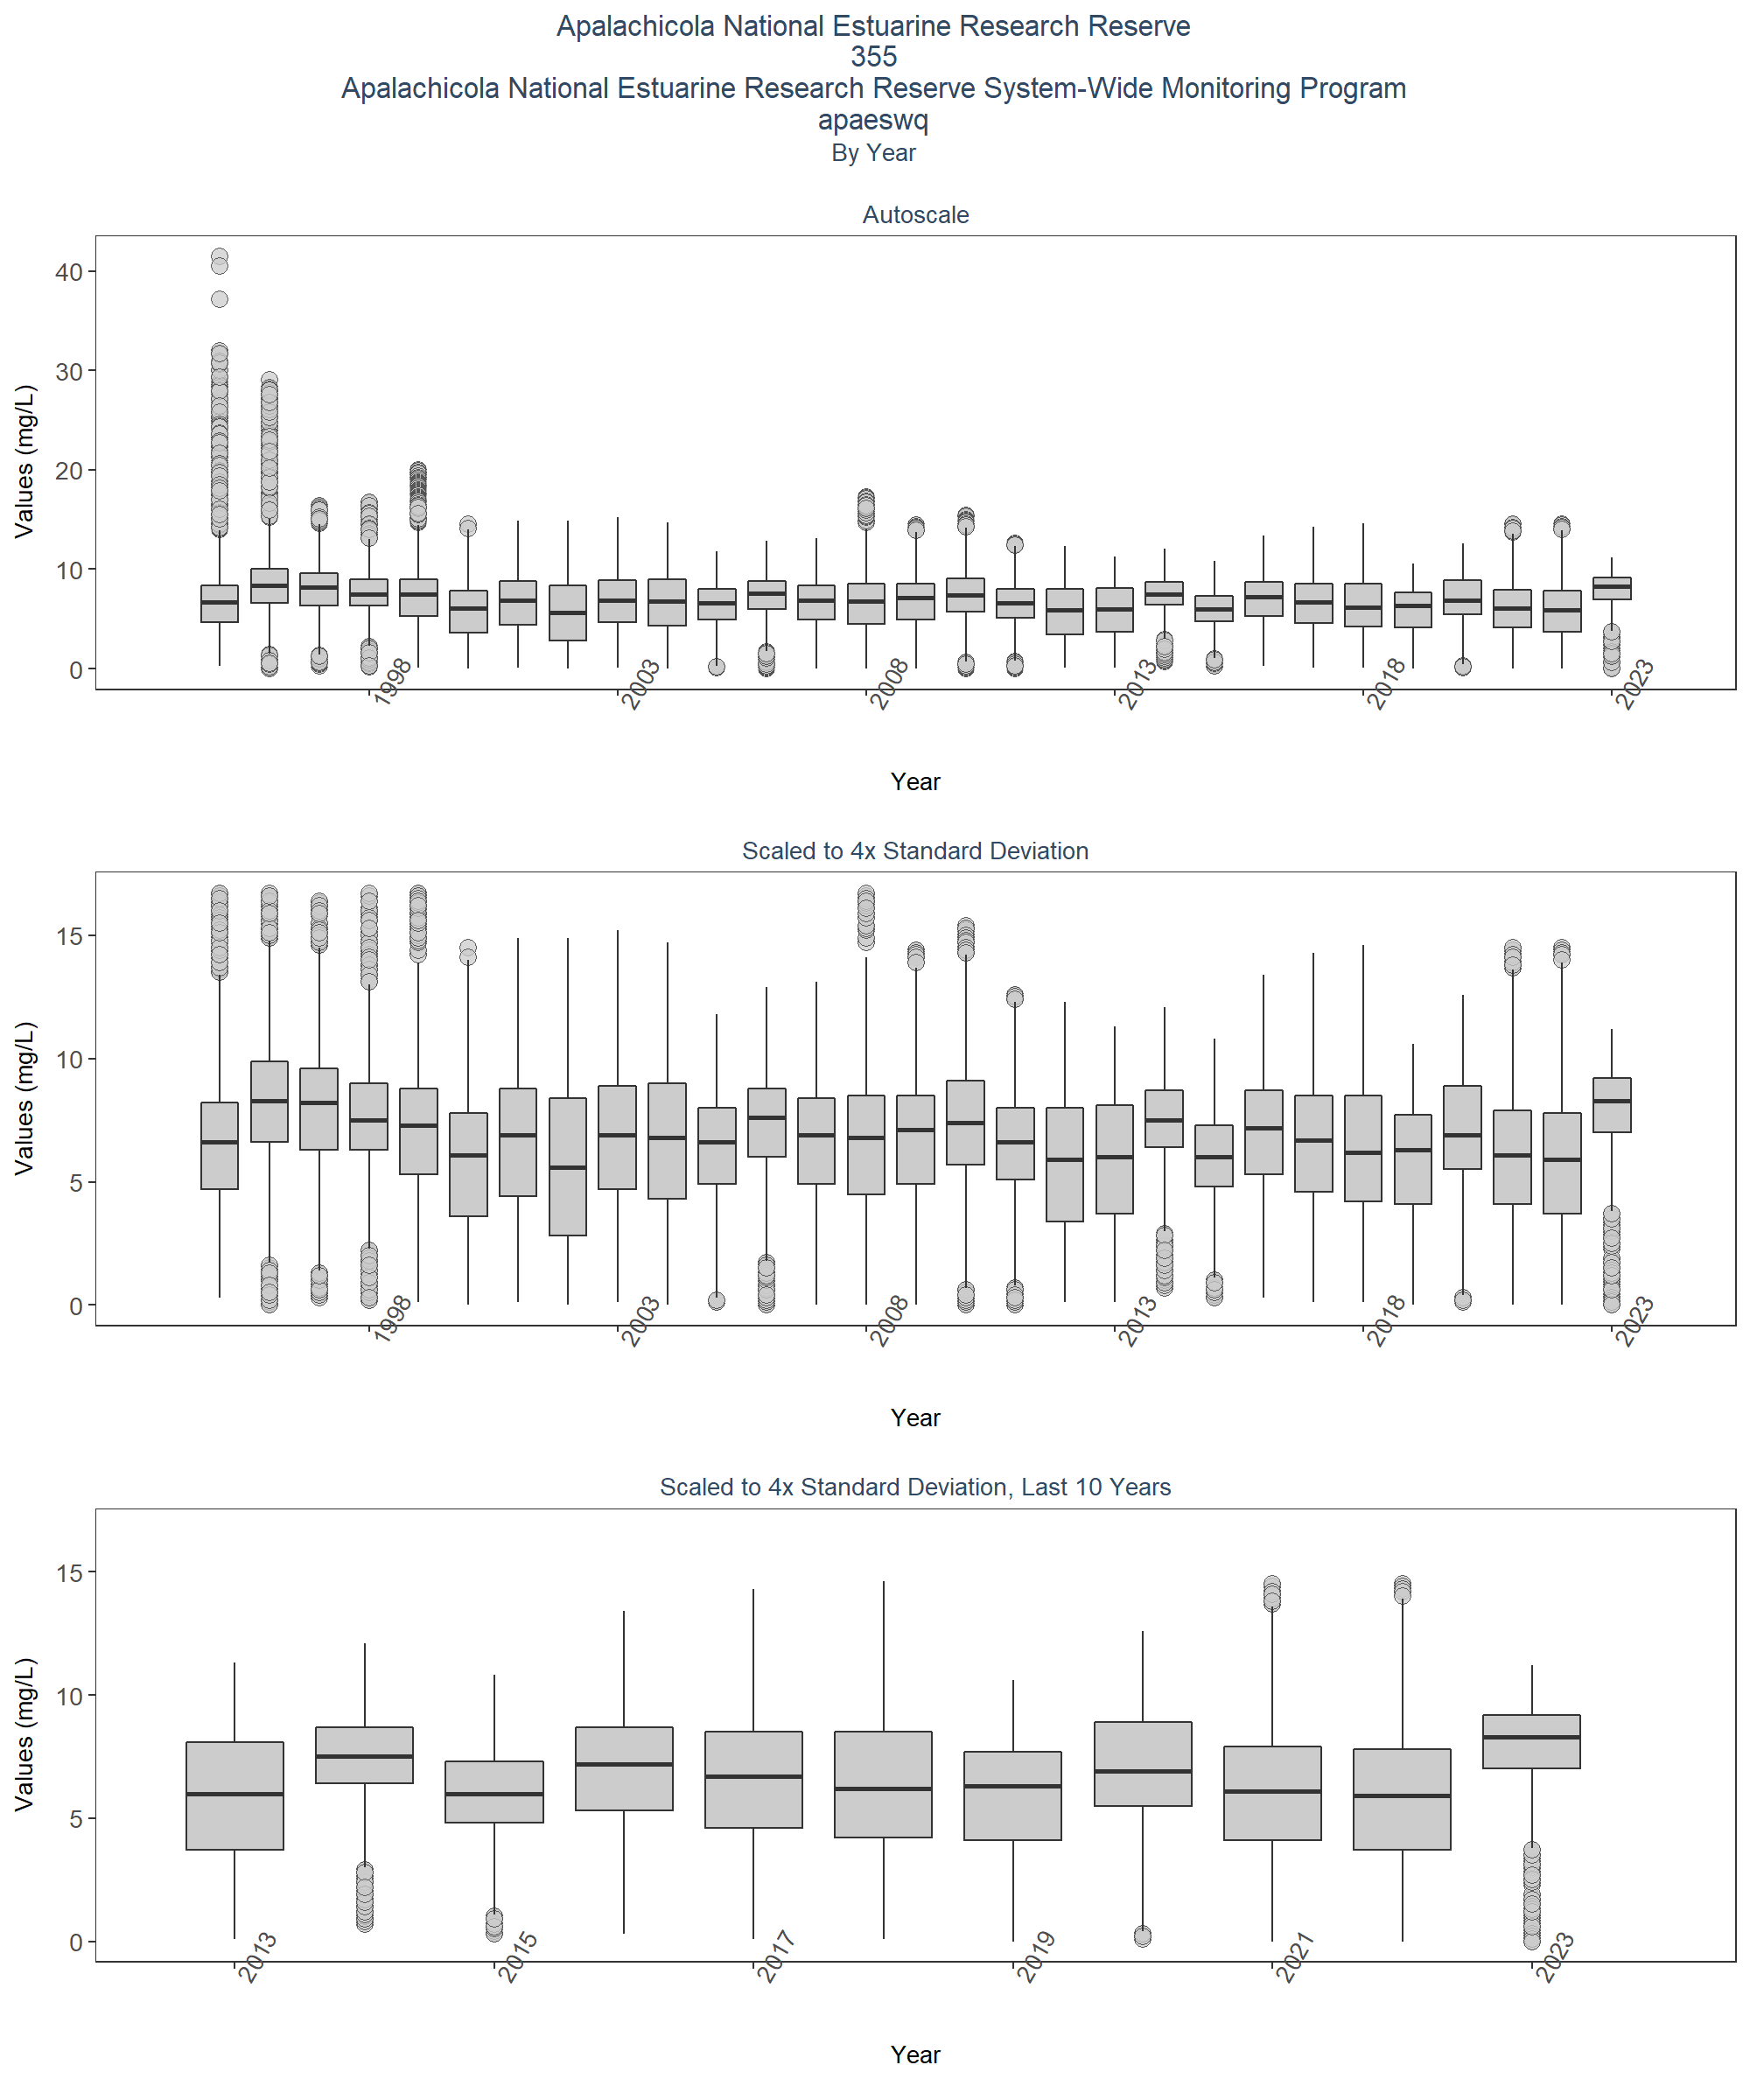 Apalachicola National Estuarine Research Reserve
355
Apalachicola National Estuarine Research Reserve System-Wide Monitoring Program
apaeswq
By Year
Autoscale
Values (mg/L)
40
30
20
10
0
1998
2003
2008
2013
2018
2023
Year
Scaled to 4x Standard Deviation
Values (mg/L)
15
10
5
0
1998
2003
2008
2013
2018
2023
Year
Scaled to 4x Standard Deviation, Last 10 Years
Values (mg/L)
15
10
5
0
2013
2015
2017
2019
2021
2023
Year